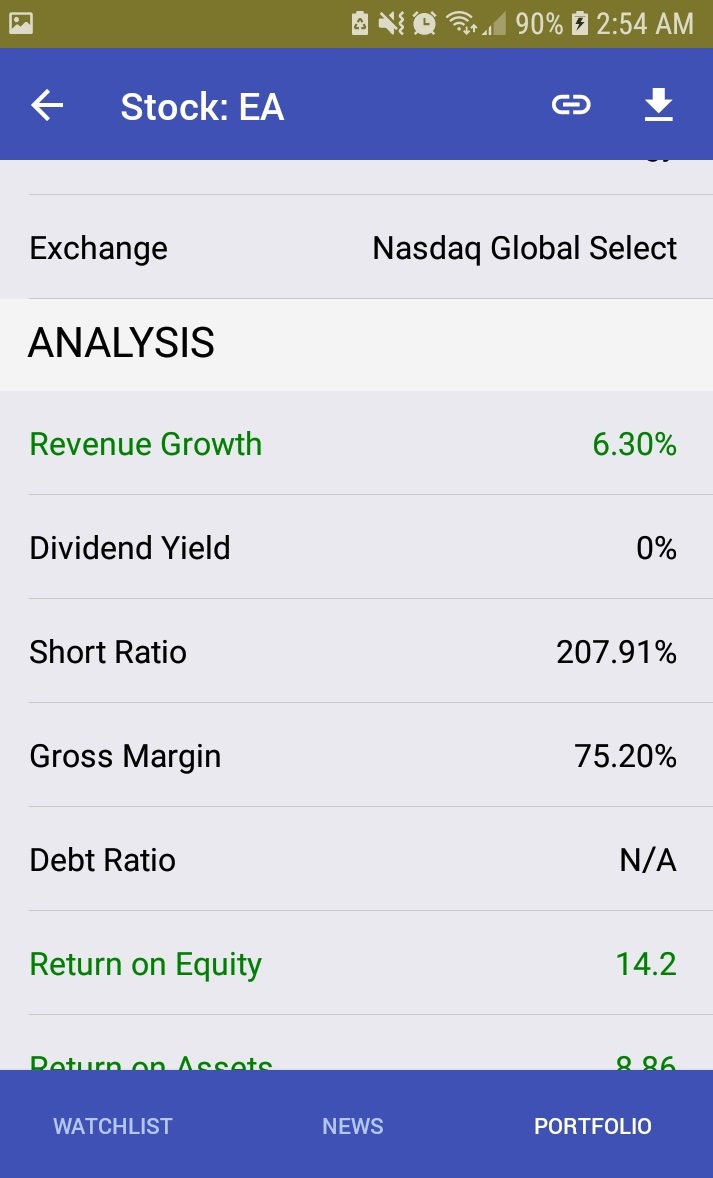 90% 2:54 AM
Stock: EA
Exchange Nasdaq Global Select
ANALYSIS
Revenue Growth 6.30%
Dividend Yield 0%
Short Ratio 207.91%
Gross Margin 75.20%
Debt Ratio N/A
Return on Equity 14.2
Return on Assets 8.86
WATCHLIST NEWS PORTFOLIO